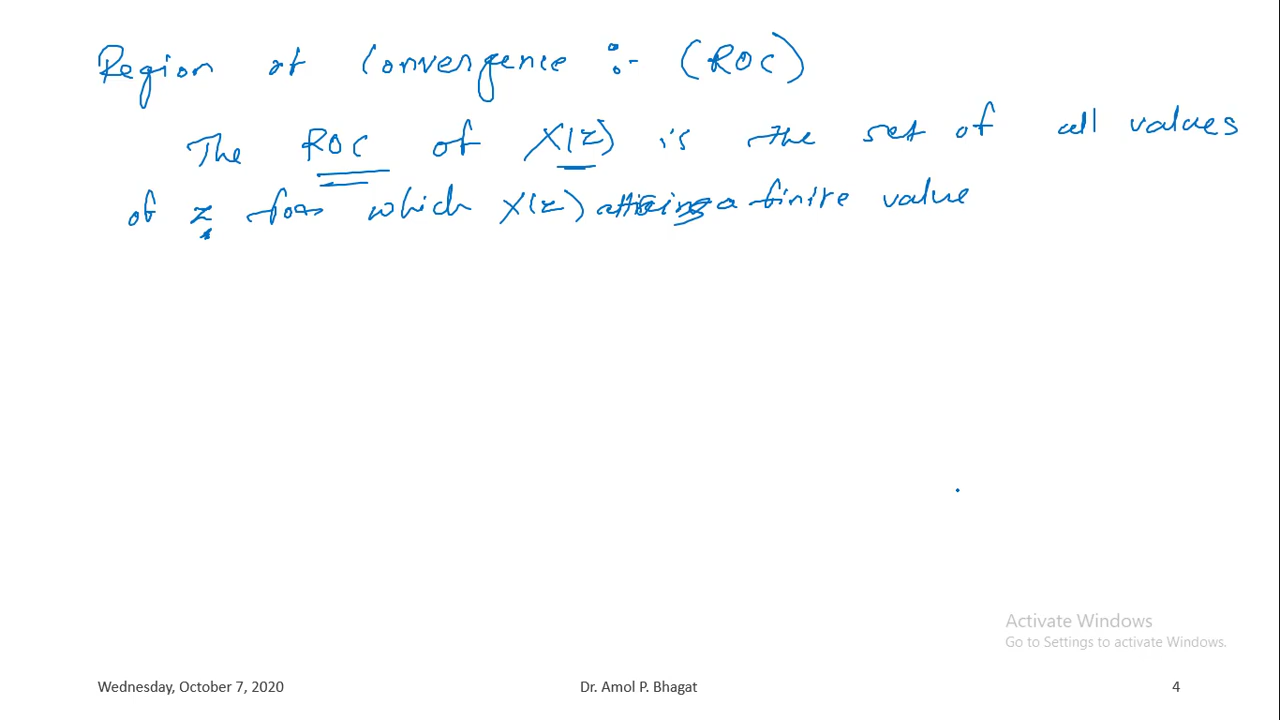 Region of Convergence :- (ROC)
The ROC of X(z) is the set of all values
of z for which X(z) attains a finite value
Activate Windows
Go to Settings to activate Windows.
Wednesday, October 7, 2020
Dr. Amol P. Bhagat
4